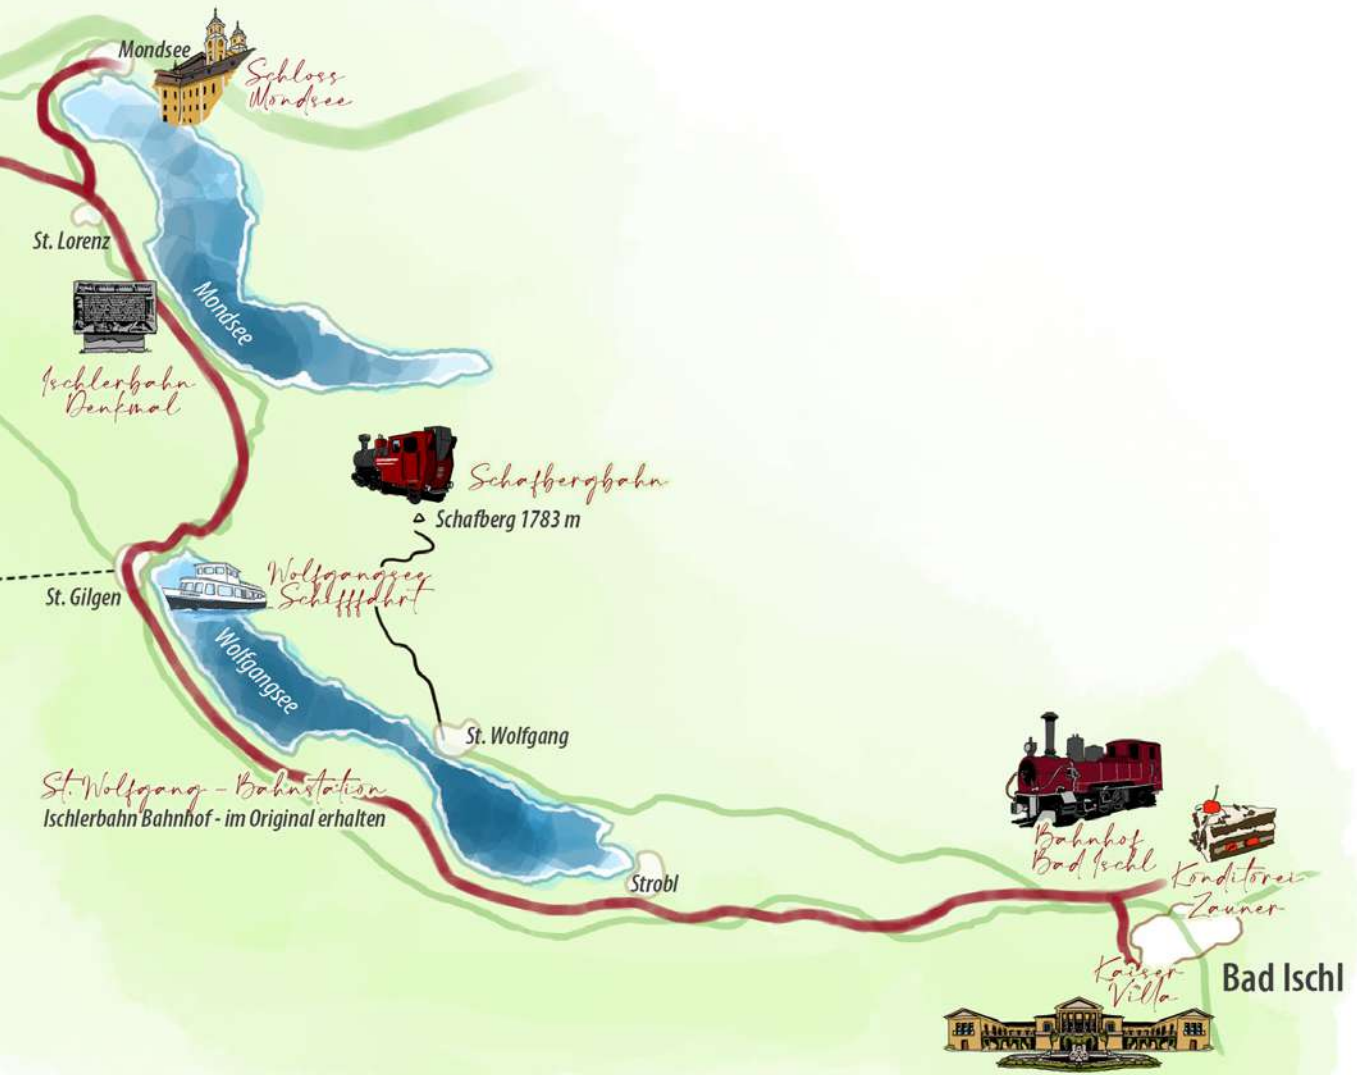 Mondsee
Schloss
Mondsee
St. Lorenz
Mondsee
Ischlerbahn
Denkmal
Schafbergbahn
Schafberg 1783 m
Wolfgangsee
Schifffahrt
St. Gilgen
Wolfgangsee
St. Wolfgang
St. Wolfgang – Bahnstation
Ischlerbahn Bahnhof - im Original erhalten
Strobl
Bahnhof
Bad Ischl
Konditorei
Zauner
Kaiser
Villa
Bad Ischl